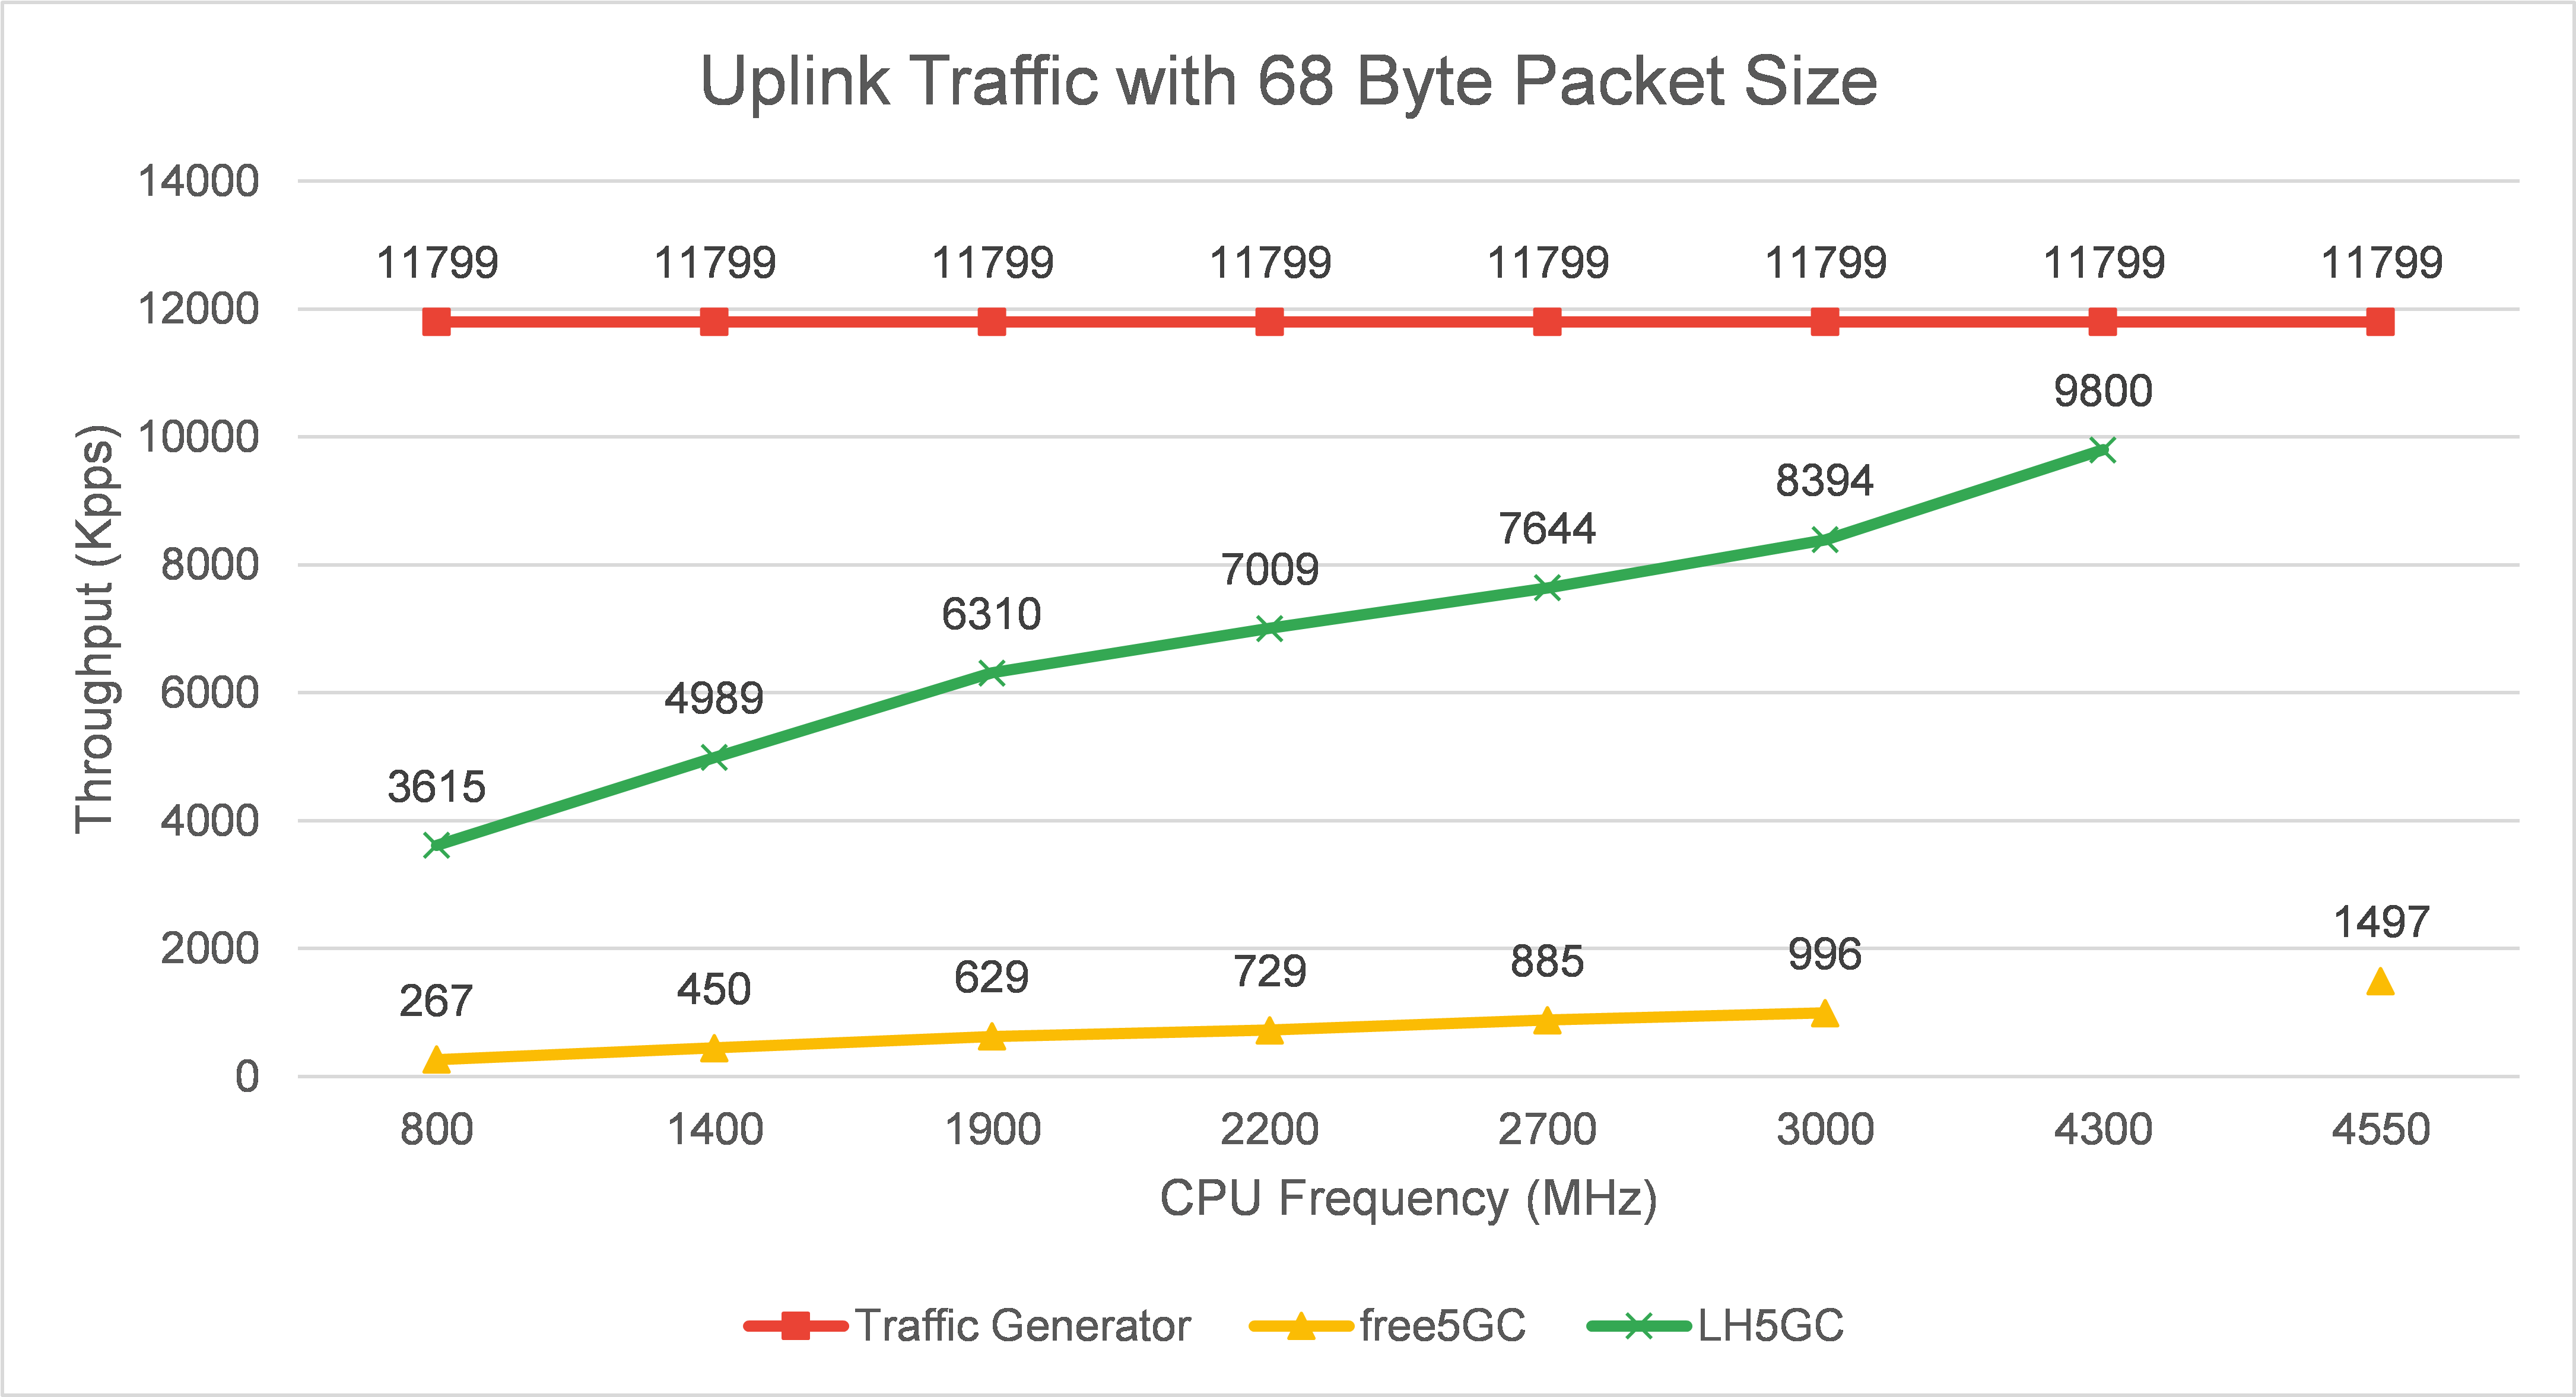 Uplink Traffic with 68 Byte Packet Size
Throughput (Kpps)
14000
12000
10000
8000
6000
4000
2000
0
11799 11799 11799 11799 11799 11799 11799 11799
3615 4989 6310 7009 7644 8394 9800
267 450 629 729 885 996 1497
800 1400 1900 2200 2700 3000 4300 4550
CPU Frequency (MHz)
Traffic Generator free5GC LH5GC